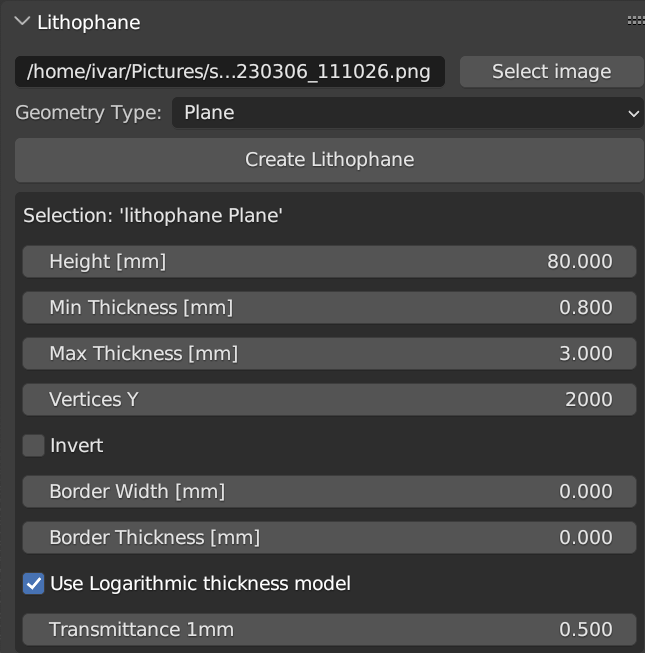 Lithophane
/home/ivar/Pictures/s...230306_111026.png Select image
Geometry Type: Plane
Create Lithophane
Selection: 'lithophane Plane'
Height [mm] 80.000
Min Thickness [mm] 0.800
Max Thickness [mm] 3.000
Vertices Y 2000
Invert
Border Width [mm] 0.000
Border Thickness [mm] 0.000
Use Logarithmic thickness model
Transmittance 1mm 0.500